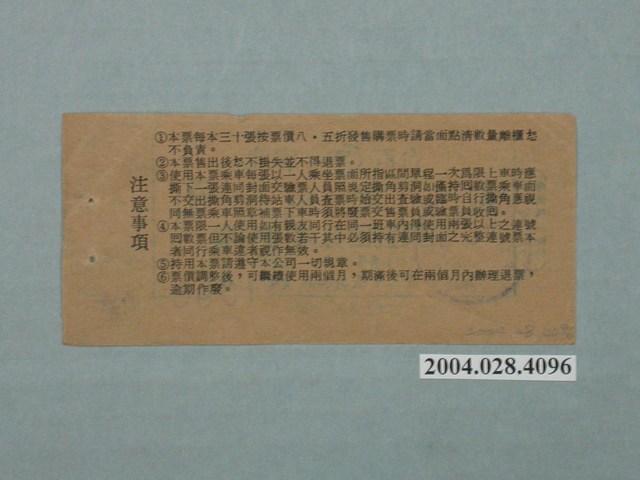 注意事項
①本票每本三十張按票價八・五折發售購票時請當面點清數量離櫃恕
不負責。
②本票售出後恕不掛失並不得退票。
③使用本票乘車每張以一人乘坐票面所指區間單程一次爲限上車時應
撕下一張連同封面交驗票人員照規定撕角剪洞如攜持回票乘車而
不交出撕角剪洞待站車人員查票時始交出剪驗或臨時自行撕角應視
同無票乘車照章補票下車時須將廢票交售票員或司機員收回。
④本票限一人使用如有親友同行在同一班車內得使用兩張以上之連號
回數票但不論使用張數若干其中必須持有連同封面之完整連號票本
者同行乘車違者視作無效。
⑤持用本票請遵守本公司一切規章。
⑥票價調整後，可繼續使用兩個月，期滿後可在兩個月內辦理退票，
逾期作廢。
2004.028.4096